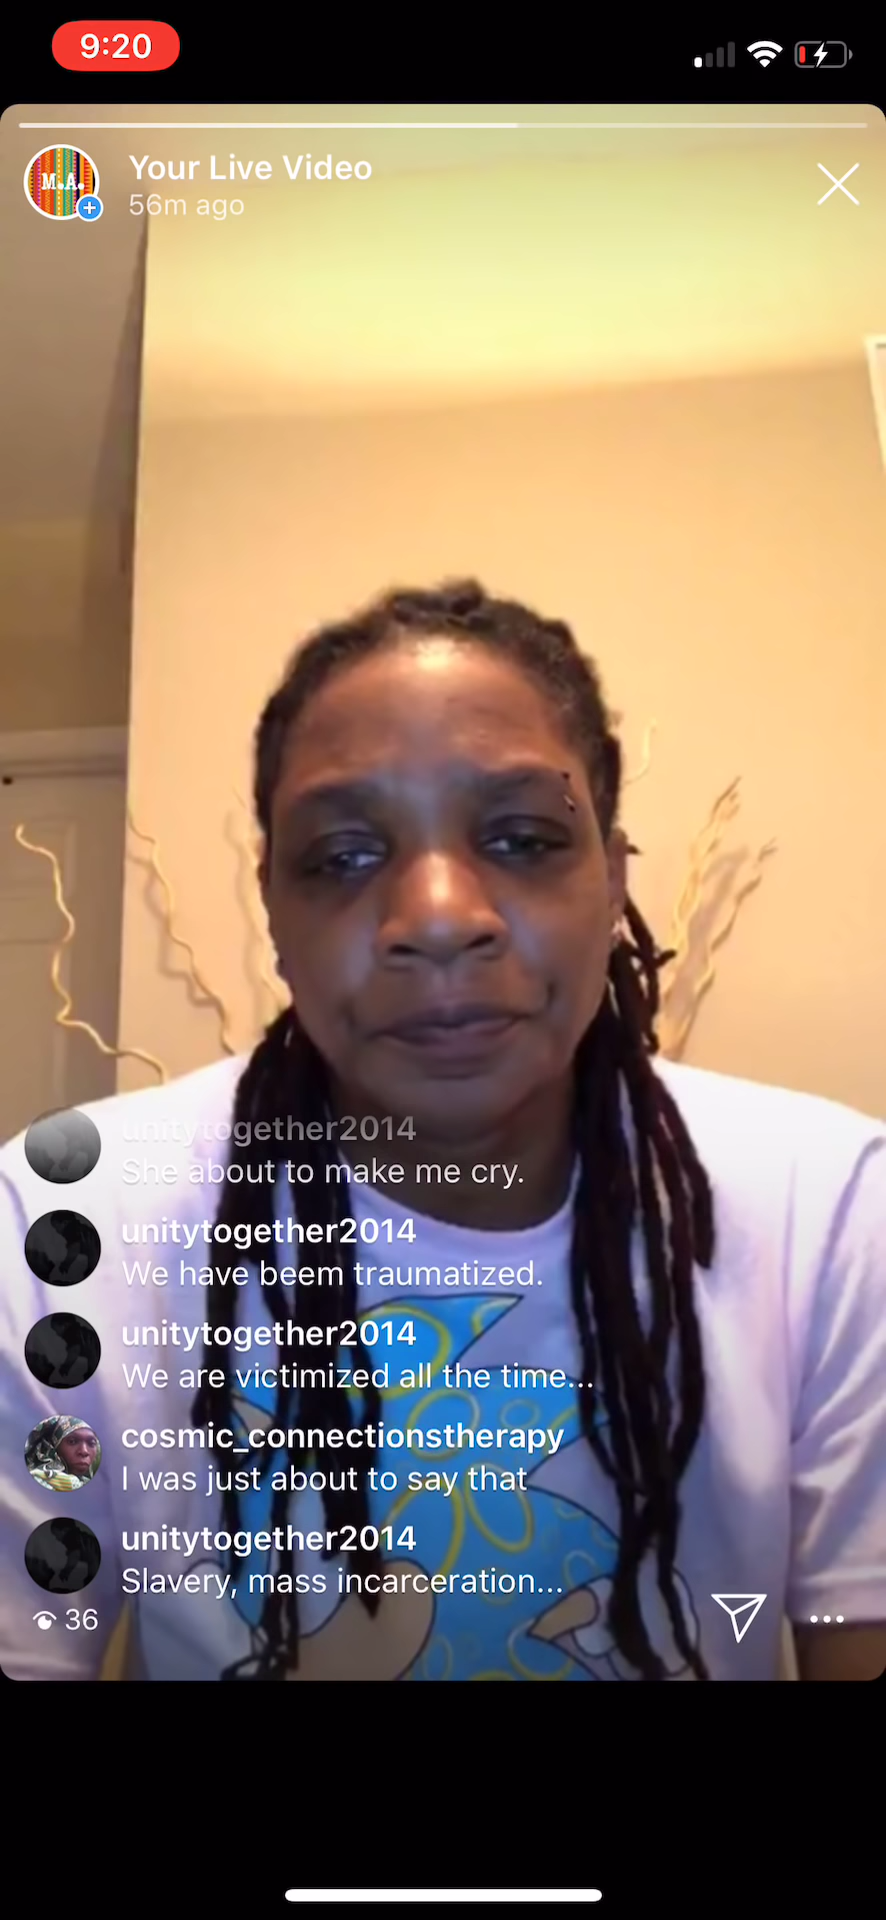 9:20
M.A.
Your Live Video
56m ago
unitytogether2014
She about to make me cry.
unitytogether2014
We have beem traumatized.
unitytogether2014
We are victimized all the time...
cosmic_connectionstherapy
I was just about to say that
unitytogether2014
Slavery, mass incarceration...
36